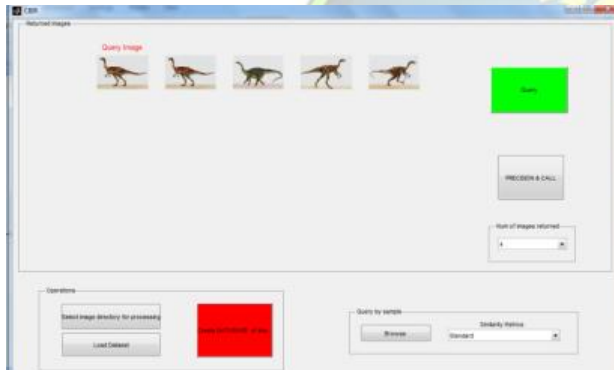 CBIR
Returned Images
Query Image
Query
PRECISION & CALL
Num of images returned
4
Operations
Select image directory for processing
Load Dataset
Query by sample
Browse
Similarity Metrics
Standard